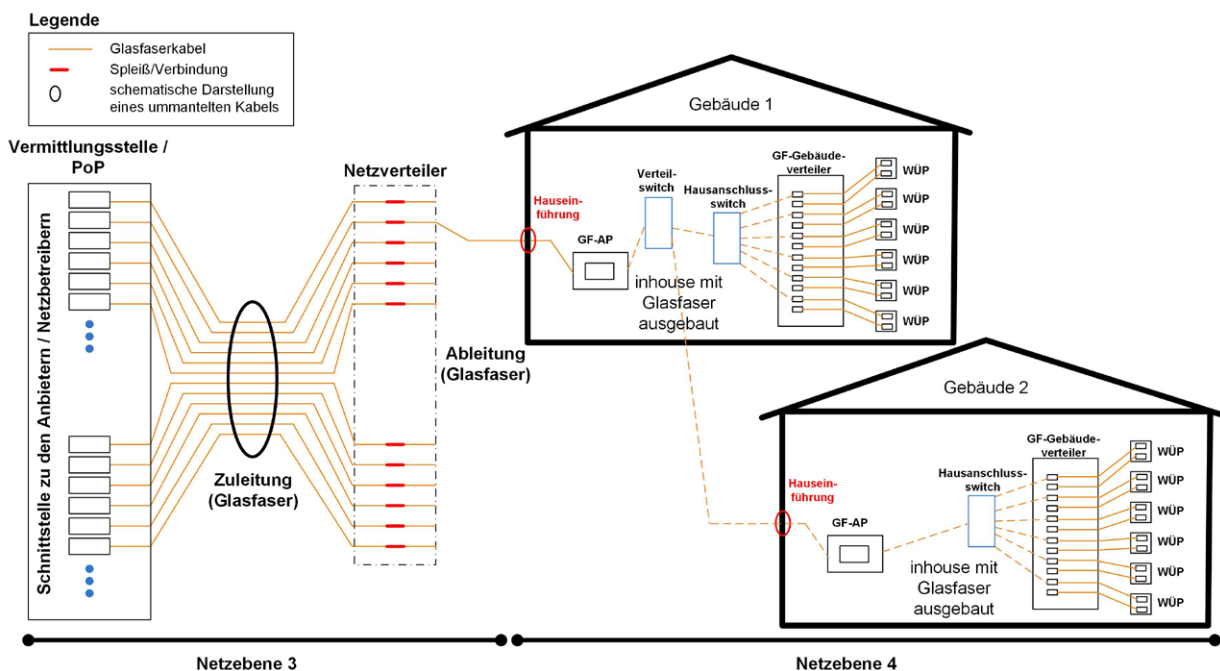 Legende
Glasfaserkabel
Spleiß/Verbindung
schematische Darstellung
eines ummantelten Kabels
Vermittlungsstelle /
PoP
Schnittstelle zu den Anbietern / Netzbetreibern
Zuleitung
(Glasfaser)
Netzverteiler
Ableitung
(Glasfaser)
Gebäude 1
Hausein-
führung
GF-AP
Verteil-
switch
Hausanschluss-
switch
GF-Gebäude-
verteiler
WÜP
WÜP
WÜP
WÜP
WÜP
WÜP
inhouse mit
Glasfaser
ausgebaut
Gebäude 2
Hausein-
führung
GF-AP
Hausanschluss-
switch
GF-Gebäude-
verteiler
WÜP
WÜP
WÜP
WÜP
WÜP
WÜP
inhouse mit
Glasfaser
ausgebaut
Netzebene 3
Netzebene 4